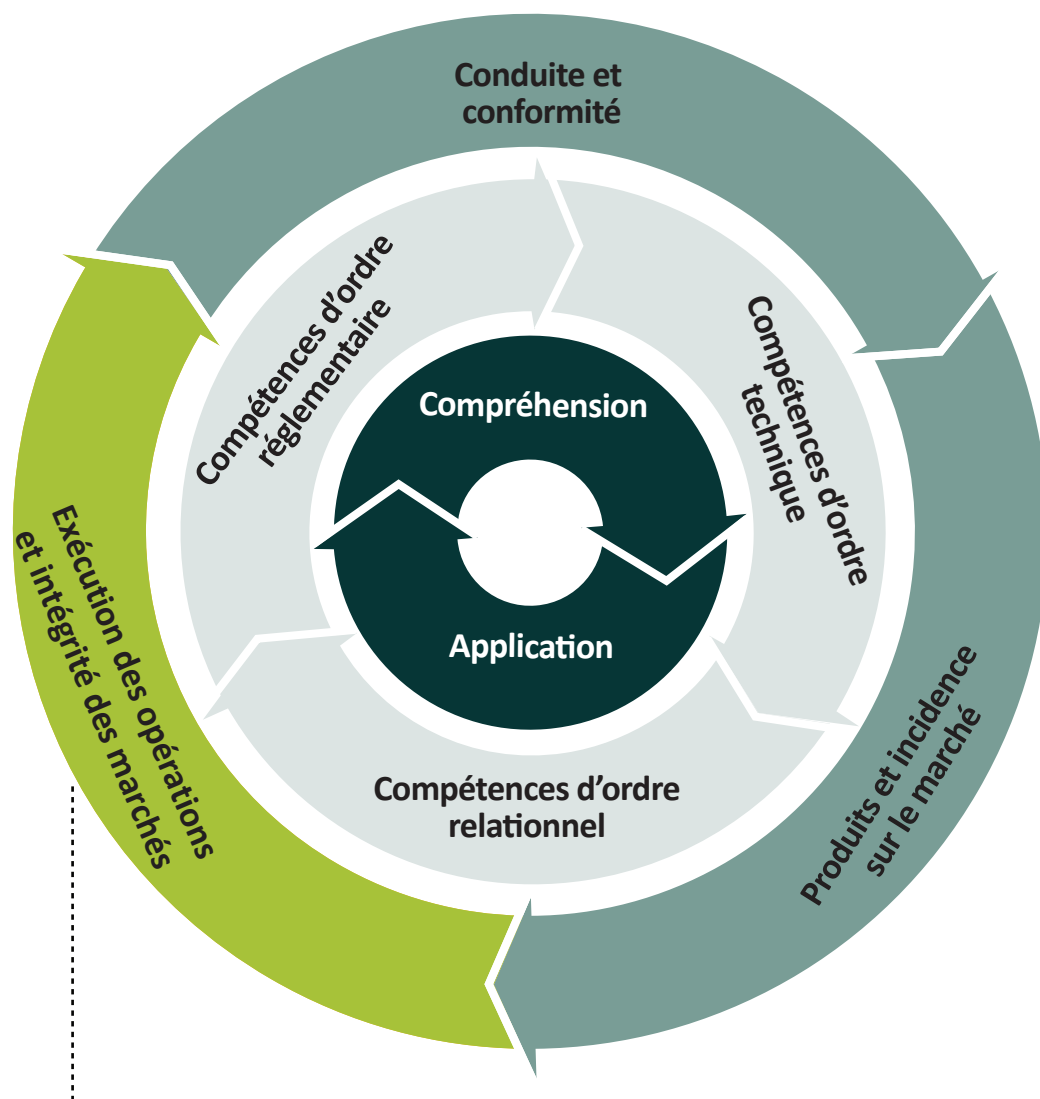 Conduite et
conformité
Compétences d’ordre
réglementaire
Compétences d’ordre
technique
Compréhension
Application
Compétences d’ordre
relationnel
Exécution des opérations
et intégrité des marchés
Produits et incidence
sur le marché